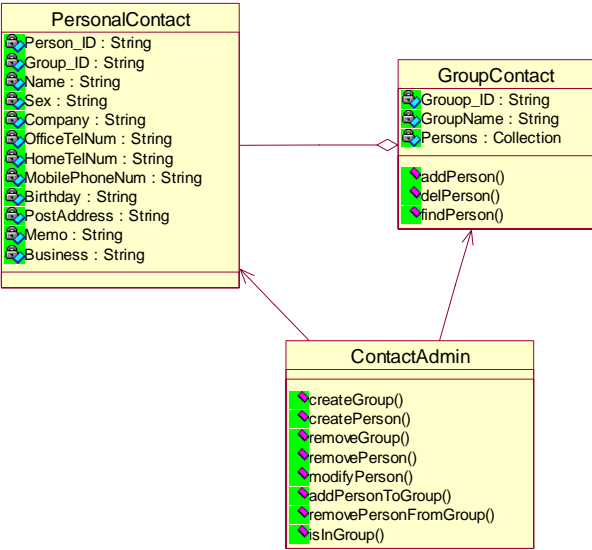 PersonalContact
Person_ID : String
Group_ID : String
Name : String
Sex : String
Company : String
OfficeTelNum : String
HomeTelNum : String
MobilePhoneNum : String
Birthday : String
PostAddress : String
Memo : String
Business : String
GroupContact
Gruoop_ID : String
GroupName : String
Persons : Collection
addPerson()
delPerson()
findPerson()
ContactAdmin
createGroup()
createPerson()
removeGroup()
removePerson()
modifyPerson()
addPersonToGroup()
removePersonFromGroup()
isInGroup()